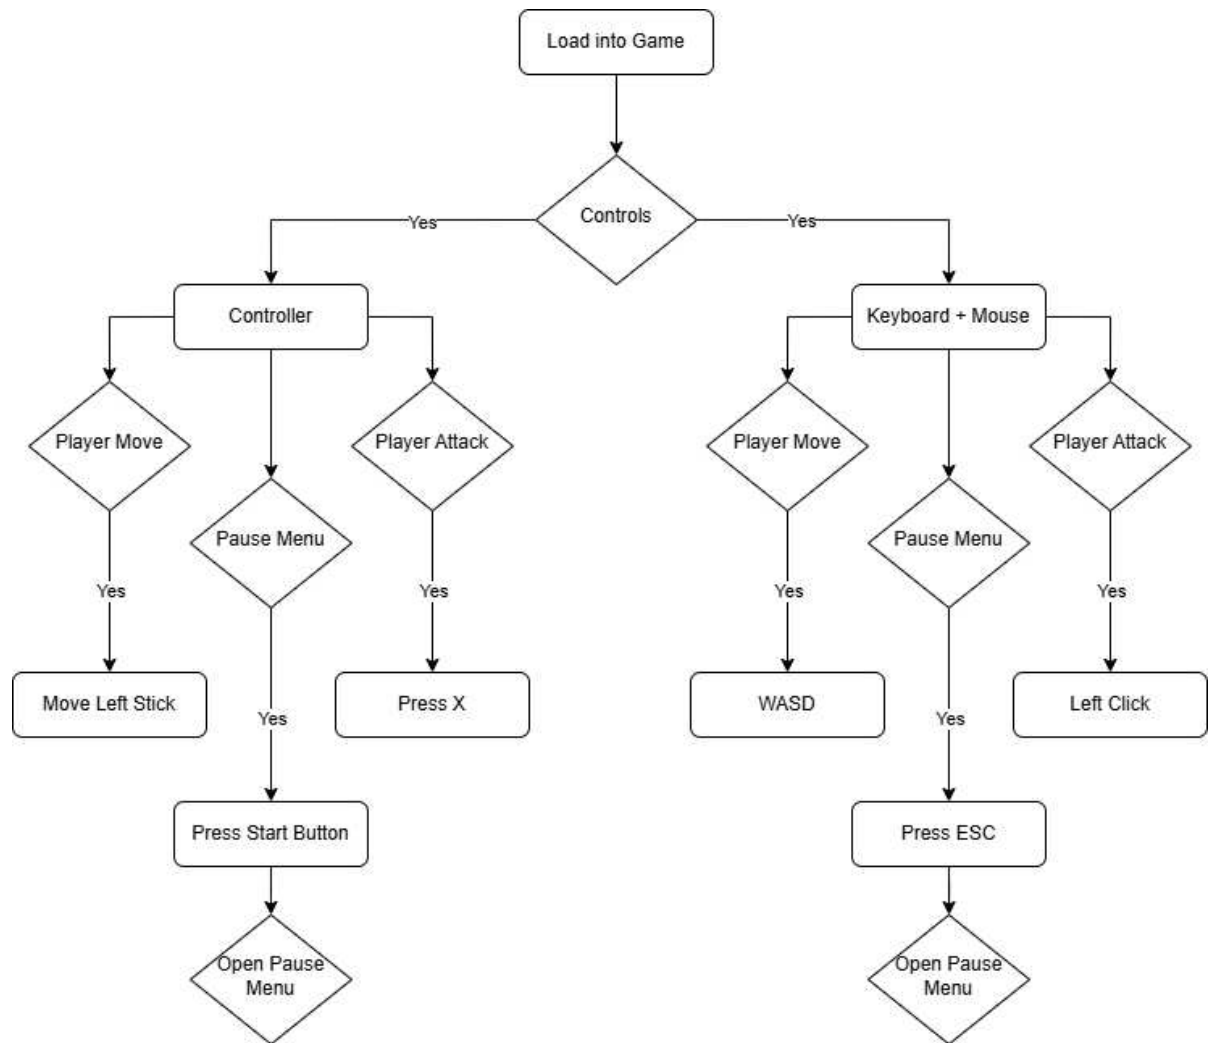 Load into Game
Controls
Yes
Yes
Controller
Keyboard + Mouse
Player Move
Player Attack
Player Move
Player Attack
Pause Menu
Pause Menu
Yes
Yes
Yes
Yes
Move Left Stick
Press X
WASD
Left Click
Yes
Yes
Press Start Button
Press ESC
Open Pause
Menu
Open Pause
Menu